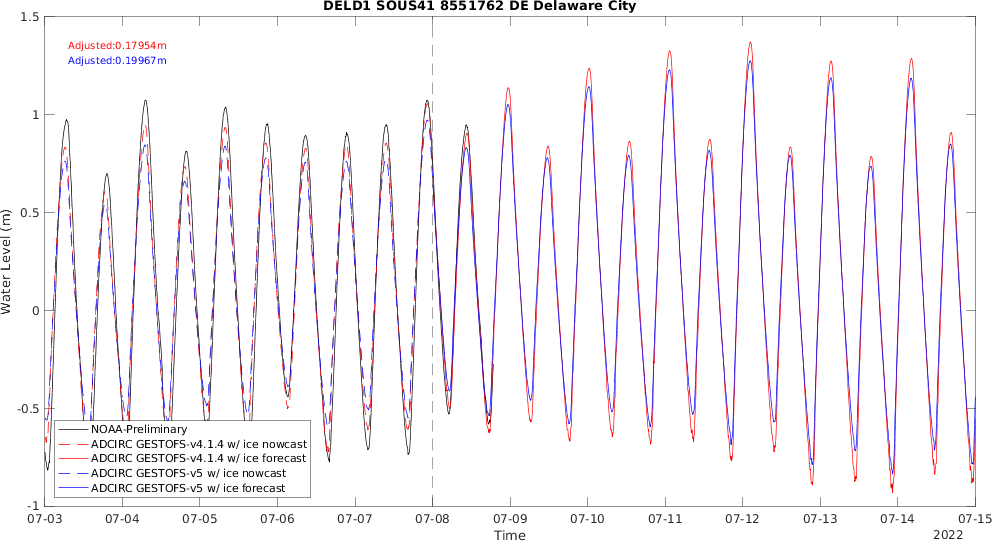 DELD1 SOUS41 8551762 DE Delaware City
Adjusted:0.17954m
Adjusted:0.19967m
1.5
1
0.5
0
-0.5
-1
Water Level (m)
NOAA-Preliminary
ADCIRC GESTOFS-v4.1.4 w/ ice nowcast
ADCIRC GESTOFS-v4.1.4 w/ ice forecast
ADCIRC GESTOFS-v5 w/ ice nowcast
ADCIRC GESTOFS-v5 w/ ice forecast
07-03 07-04 07-05 07-06 07-07 07-08 07-09 07-10 07-11 07-12 07-13 07-14 07-15
Time
2022